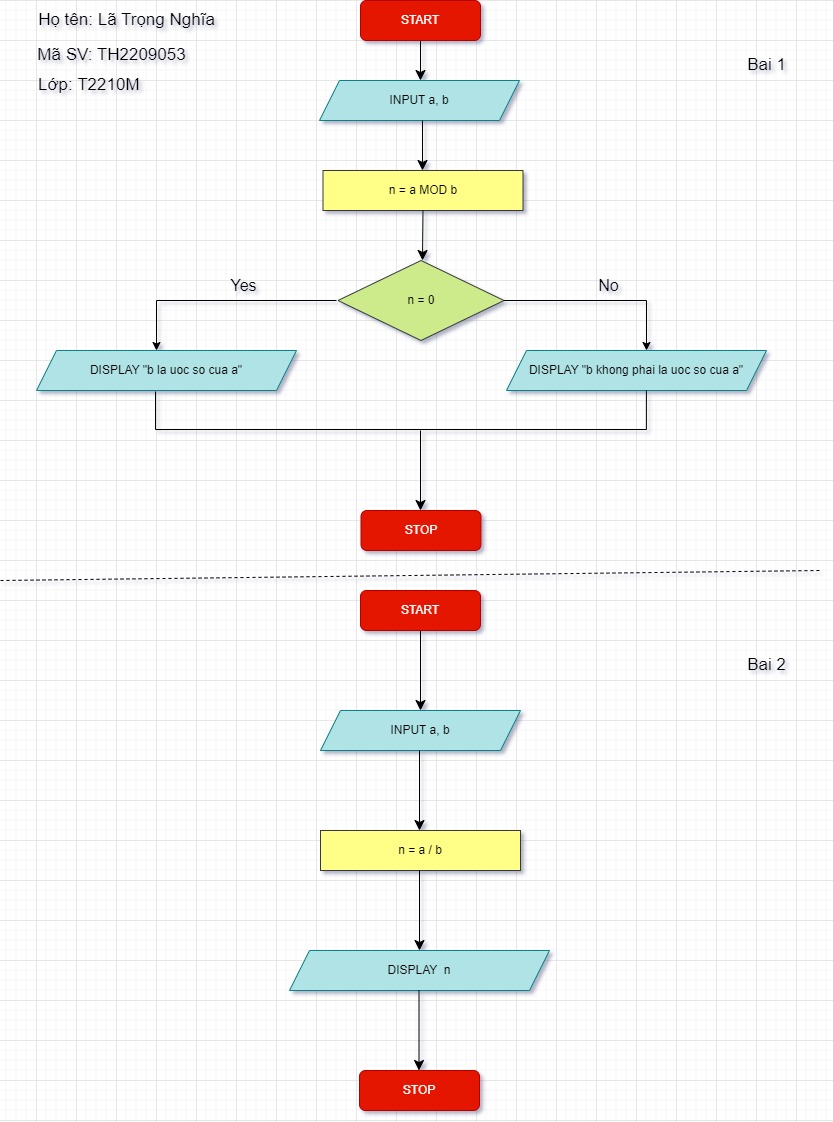 Họ tên: Lã Trọng Nghĩa
Mã SV: TH2209053
Lớp: T2210M
Bai 1
START
INPUT a, b
n = a MOD b
n = 0
Yes
No
DISPLAY "b la uoc so cua a"
DISPLAY "b khong phai la uoc so cua a"
STOP
Bai 2
START
INPUT a, b
n = a / b
DISPLAY n
STOP